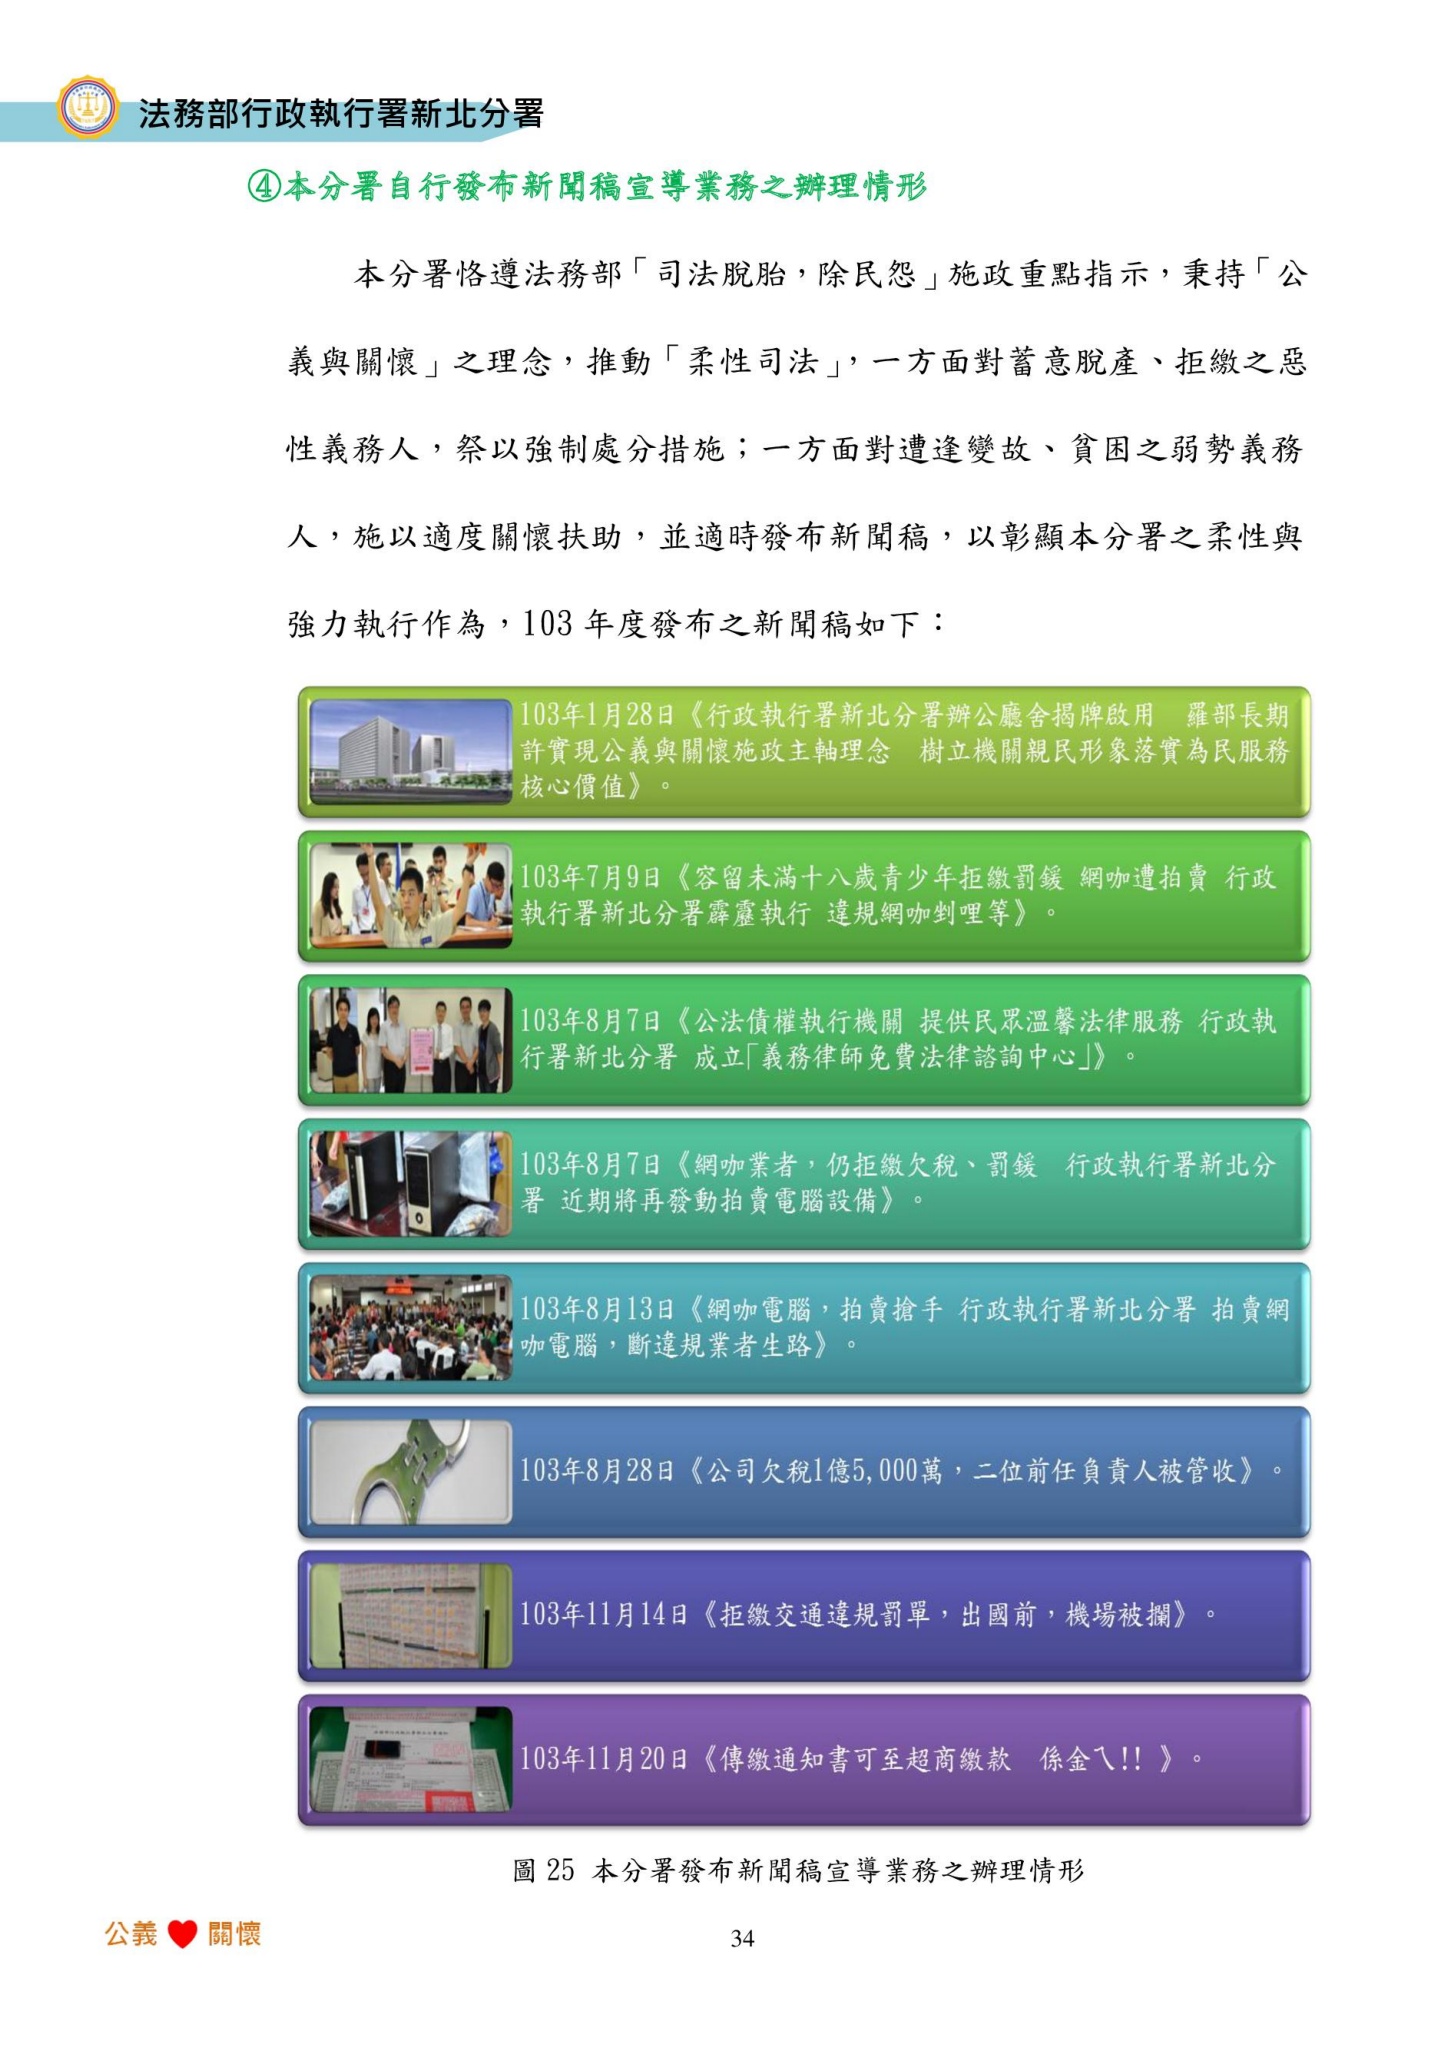 法務部行政執行署新北分署
④本分署自行發布新聞稿宣導業務之辦理情形
本分署恪遵法務部「司法脫胎，除民怨」施政重點指示，秉持「公
義與關懷」之理念，推動「柔性司法」，一方面對蓄意脫產、拒繳之惡
性義務人，祭以強制處分措施；一方面對遭逢變故、貧困之弱勢義務
人，施以適度關懷扶助，並適時發布新聞稿，以彰顯本分署之柔性與
強力執行作為，103 年度發布之新聞稿如下：
103年1月28日《行政執行署新北分署辦公廳舍揭牌啟用　羅部長期
許實現公義與關懷施政主軸理念　樹立機關親民形象落實為民服務
核心價值》。
103年7月9日《容留未滿十八歲青少年拒繳罰鍰 網咖遭拍賣 行政
執行署新北分署霹靂執行 違規網咖剉哩等》。
103年8月7日《公法債權執行機關 提供民眾溫馨法律服務 行政執
行署新北分署 成立「義務律師免費法律諮詢中心」》。
103年8月7日《網咖業者，仍拒繳欠稅、罰鍰　行政執行署新北分
署 近期將再發動拍賣電腦設備》。
103年8月13日《網咖電腦，拍賣搶手 行政執行署新北分署 拍賣網
咖電腦，斷違規業者生路》。
103年8月28日《公司欠稅1億5,000萬，二位前任負責人被管收》。
103年11月14日《拒繳交通違規罰單，出國前，機場被攔》。
103年11月20日《傳繳通知書可至超商繳款　係金ㄟ!! 》。
圖 25 本分署發布新聞稿宣導業務之辦理情形
公義 關懷
34